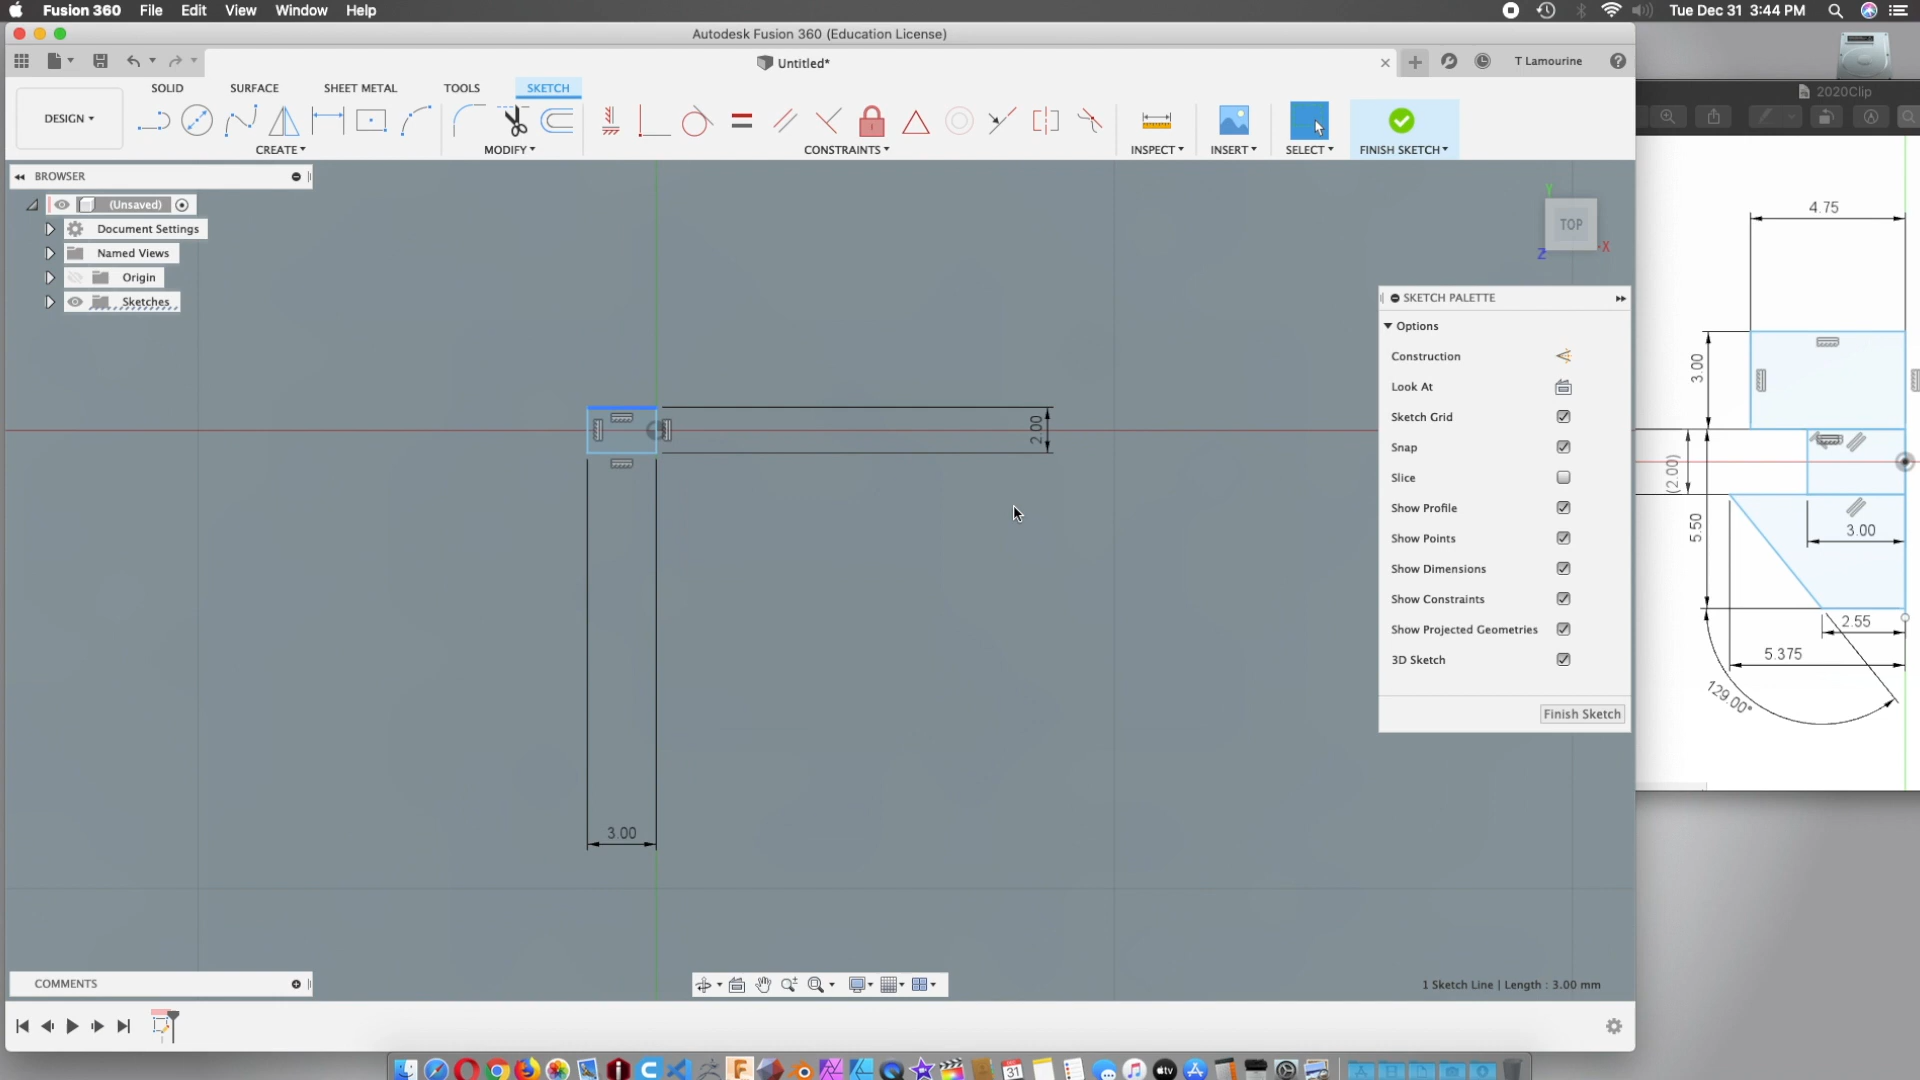 Fusion 360 File Edit View Window Help Tue Dec 31 3:44 PM
Autodesk Fusion 360 (Education License)
Untitled* T Lamourine
2020Clip
SOLID SURFACE SHEET METAL TOOLS SKETCH
DESIGN
CREATE MODIFY CONSTRAINTS INSPECT INSERT SELECT FINISH SKETCH
BROWSER
(Unsaved)
Document Settings
Named Views
Origin
Sketches
Y
TOP
Z
X
2.00
3.00
SKETCH PALETTE
Options
Construction
Look At
Sketch Grid
Snap
Slice
Show Profile
Show Points
Show Dimensions
Show Constraints
Show Projected Geometries
3D Sketch
Finish Sketch
4.75
3.00
(2.00)
5.50
3.00
2.55
5.375
129.00°
COMMENTS
1 Sketch Line | Length : 3.00 mm
31
tv